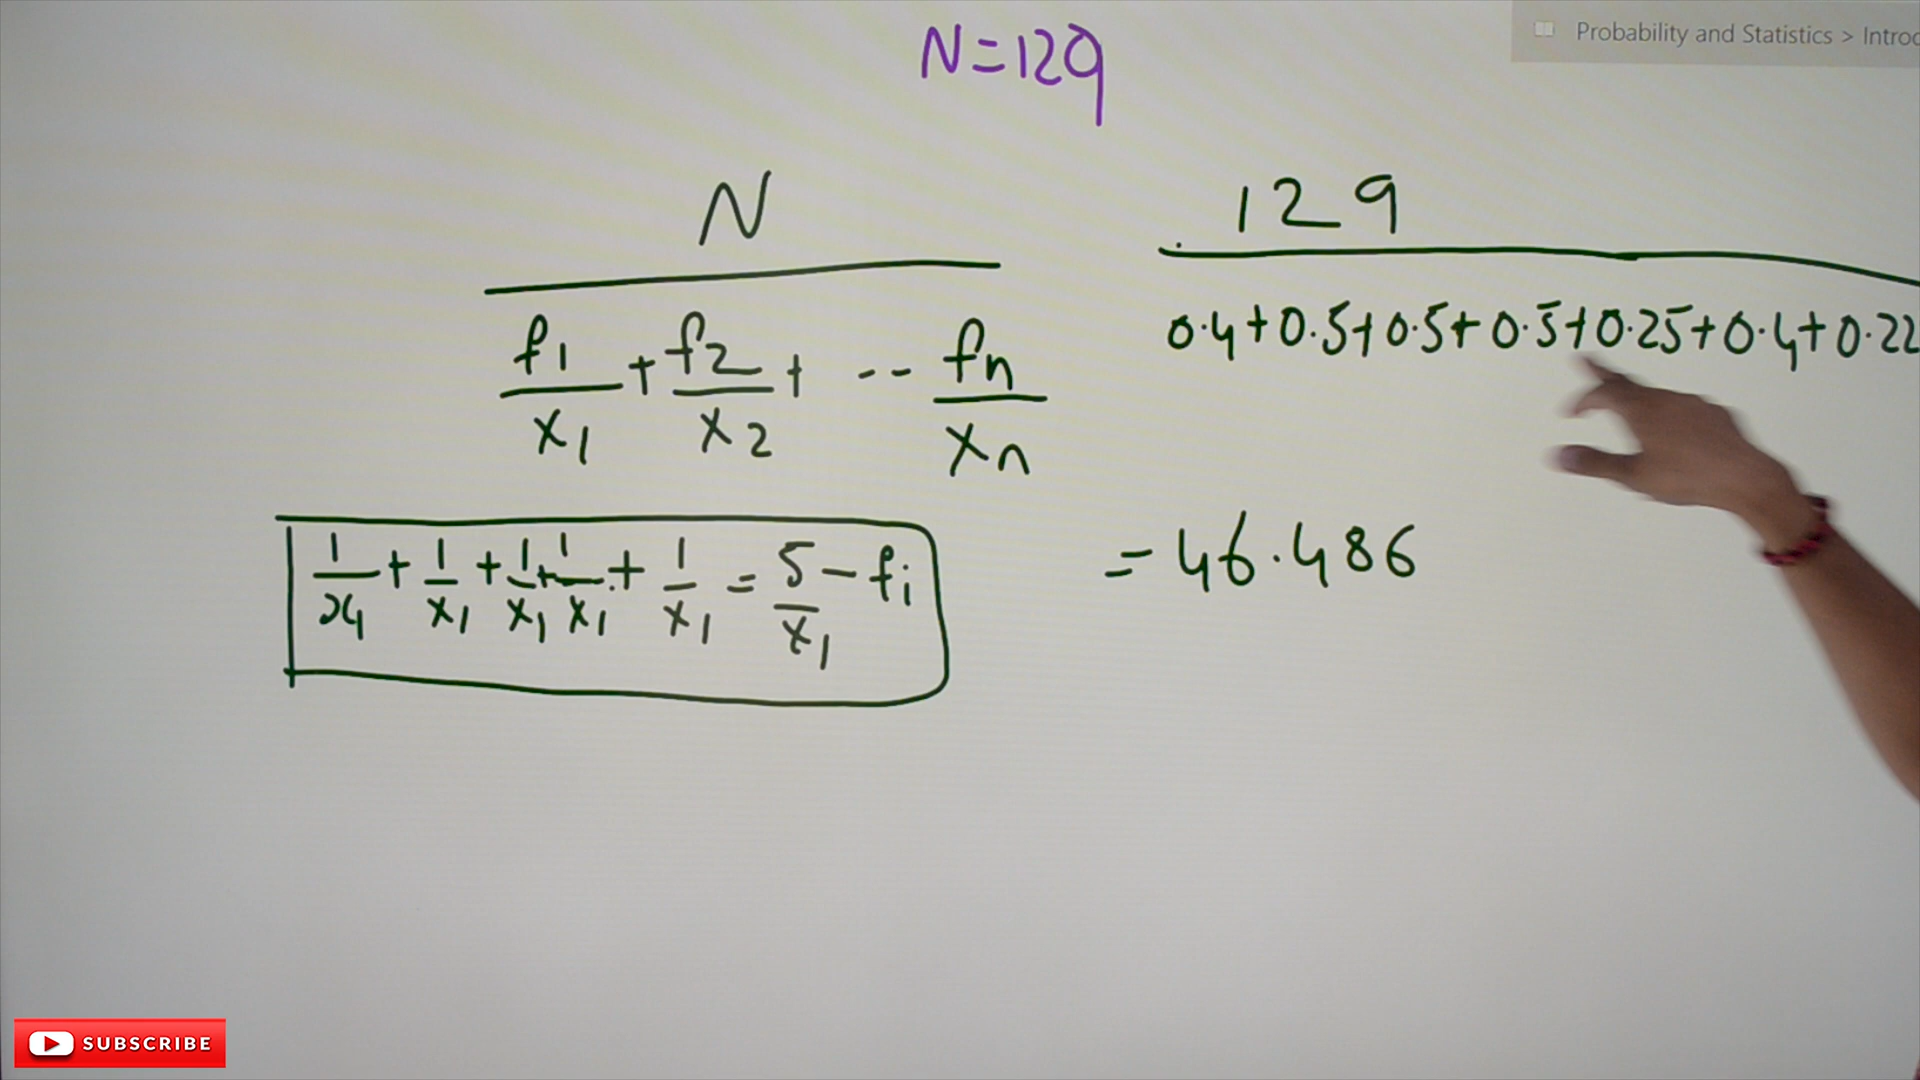 Probability and Statistics > Introd
N=129
N
f1/x1 + f2/x2 + -- fn/xn
129
0.4+0.5+0.5+0.5+0.25+0.4+0.22
1/x1 + 1/x1 + 1/x1 + 1/x1 + 1/x1 = 5/x1 - fi
= 46.486
SUBSCRIBE